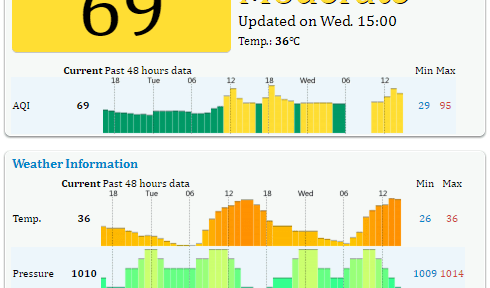 69
Moderate
Updated on Wed. 15:00
Temp.: 36°C
Current Past 48 hours data Min Max
18 Tue 06 12 18 Wed 06 12
AQI 69 29 95
Weather Information
Current Past 48 hours data Min Max
18 Tue 06 12 18 Wed 06 12
Temp. 36 26 36
Pressure 1010 1009 1014